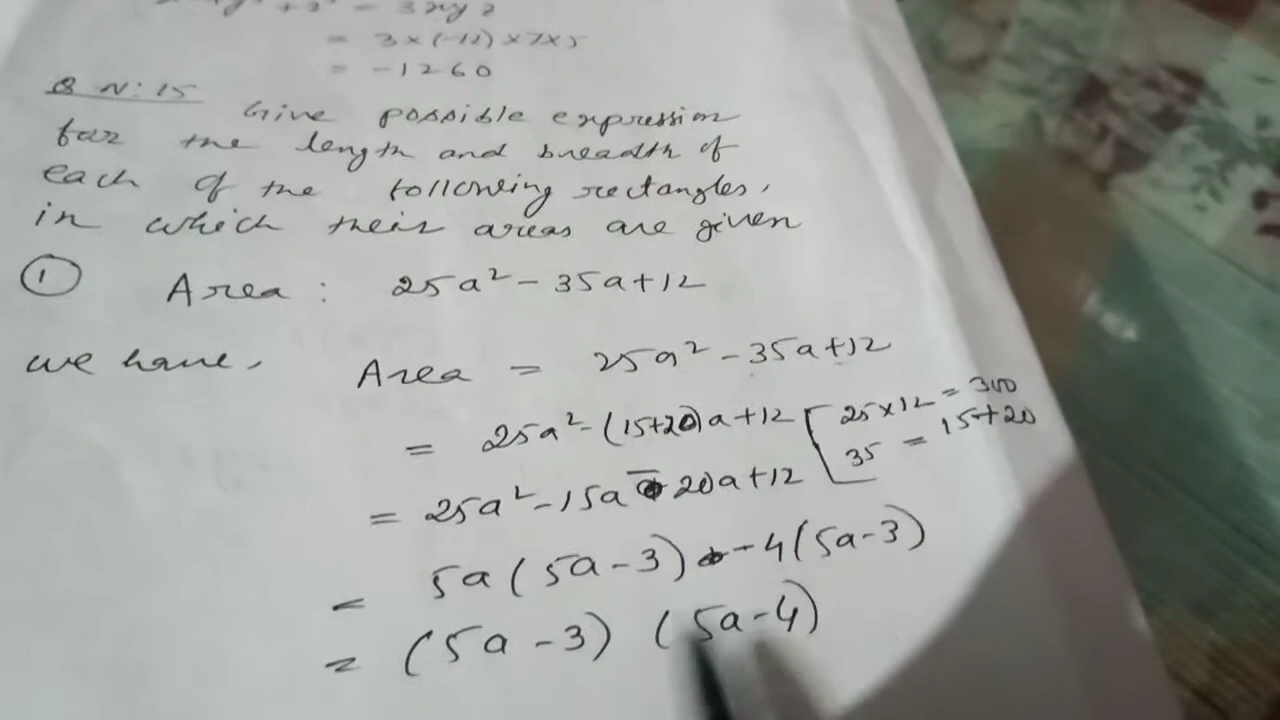 + 3 - 3xyz
= 3×(-12)×7×5
= -1260
Q N: 15 Give possible expression
for the length and breadth of
each of the following rectangles,
in which their areas are given
① Area : 25a² - 35a+12
we have, Area = 25a² - 35a+12
= 25a² - (15+20)a+12 [ 25×12 = 300
35 = 15+20
= 25a² - 15a - 20a+12
= 5a(5a-3) - 4(5a-3)
= (5a-3) (5a-4)